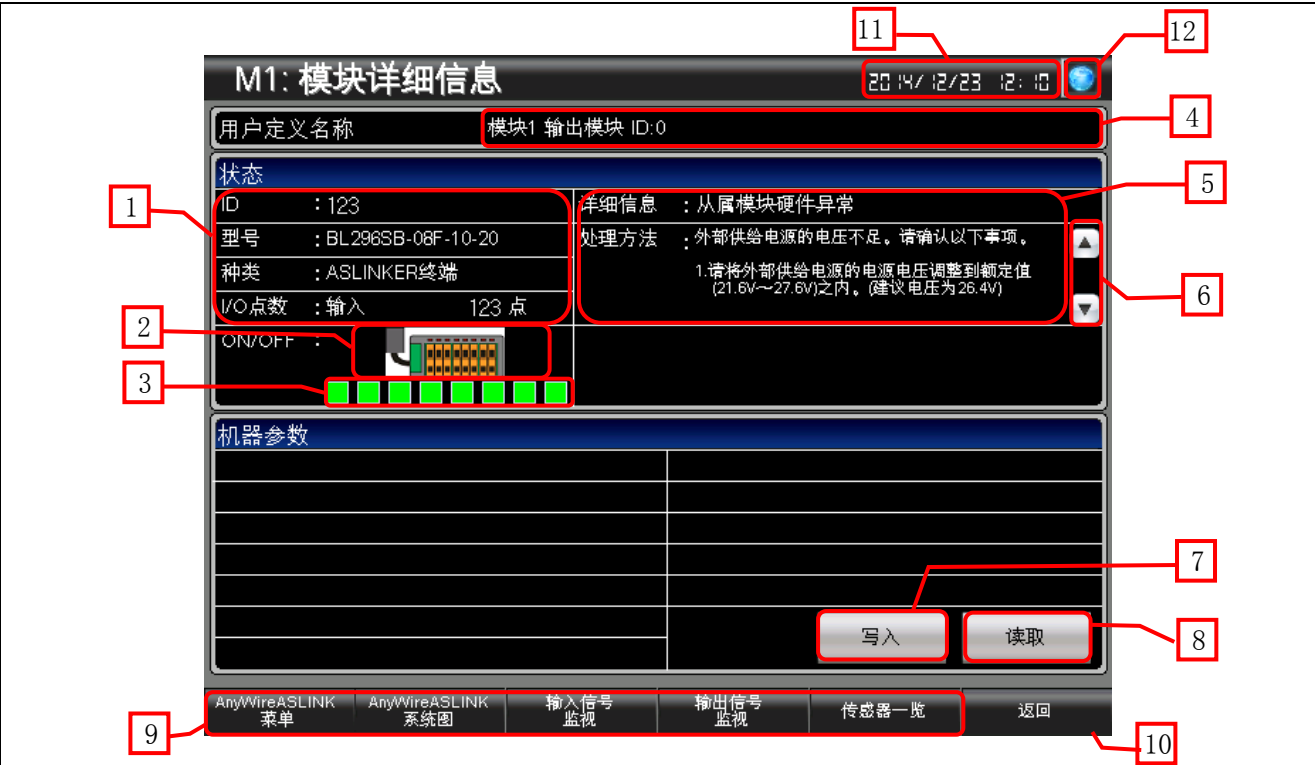 11
12
M1: 模块详细信息
2014/12/23 12:10
用户定义名称
模块1 输出模块 ID:0
4
状态
5
1
ID :123
详细信息 :从属模块硬件异常
型号 :BL296SB-08F-10-20
处理方法 :外部供给电源的电压不足。请确认以下事项。
种类 :ASLINKER终端
1.请将外部供给电源的电源电压调整到额定值
(21.6V～27.6V)之内。(建议电压为26.4V)
I/O点数 :输入 123 点
6
2
ON/OFF :
3
机器参数
7
写入
读取
8
AnyWireASLINK
菜单
AnyWireASLINK
系统图
输入信号
监视
输出信号
监视
传感器一览
返回
9
10